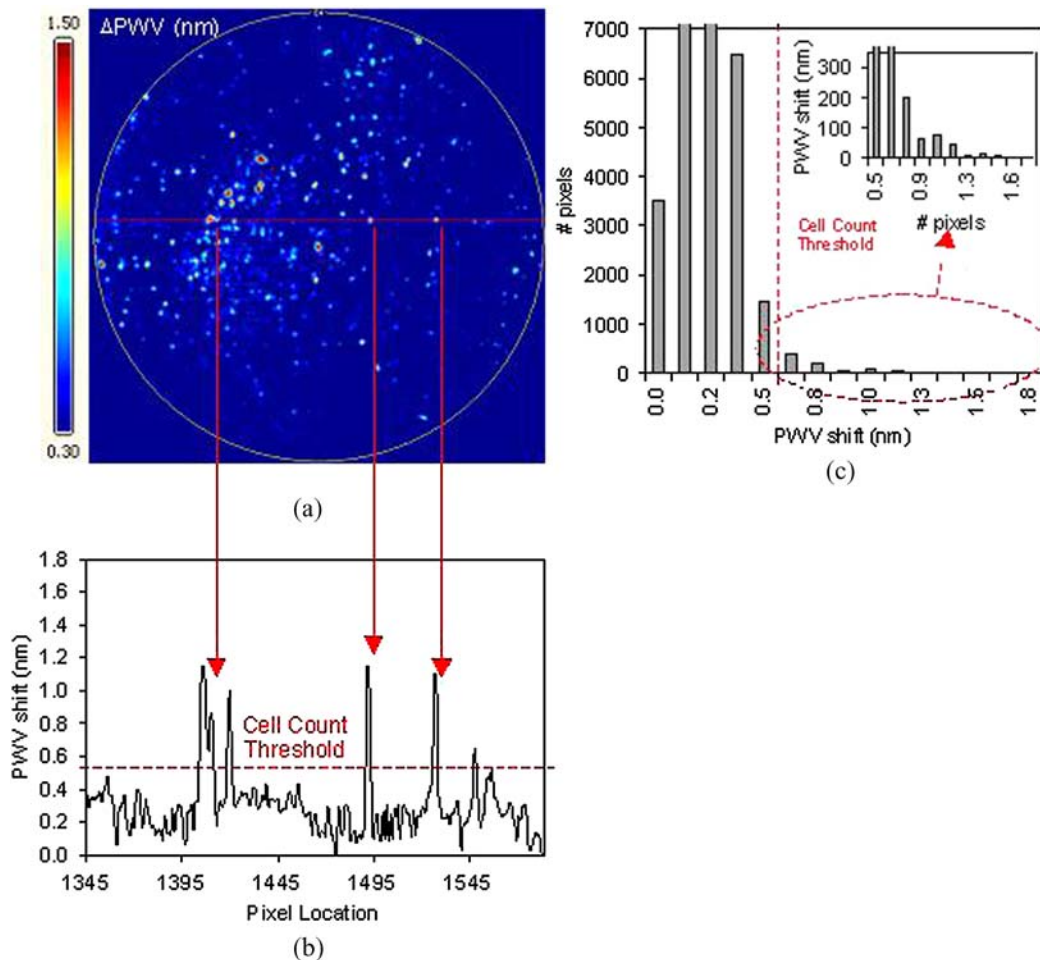 1.50
ΔPWV (nm)
0.30
(a)
7000
6000
5000
4000
3000
2000
1000
0
# pixels
0.0
0.2
0.5
0.8
1.0
1.3
1.5
1.8
PWV shift (nm)
Cell Count
Threshold
300
200
100
0
PWV shift (nm)
0.5
0.9
1.3
1.6
# pixels
(c)
1.8
1.6
1.4
1.2
1.0
0.8
0.6
0.4
0.2
0.0
PWV shift (nm)
Cell Count
Threshold
1345
1395
1445
1495
1545
Pixel Location
(b)